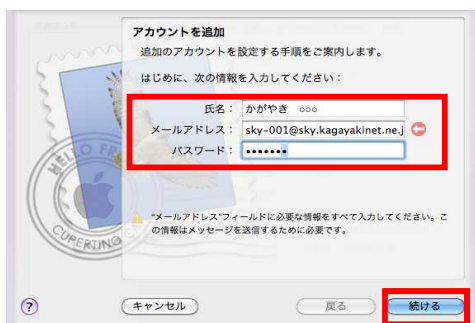 アカウントを追加
追加のアカウントを設定する手順をご案内します。
はじめに、次の情報を入力してください：
氏名： かがやき ○○○
メールアドレス： sky-001@sky.kagayakinet.ne.j
パスワード： •••••••
"メールアドレス"フィールドに必要な情報をすべて入力してください。こ
の情報はメッセージを送信するために必要です。
HELLO FR
CUPERTINO
? キャンセル 戻る 続ける